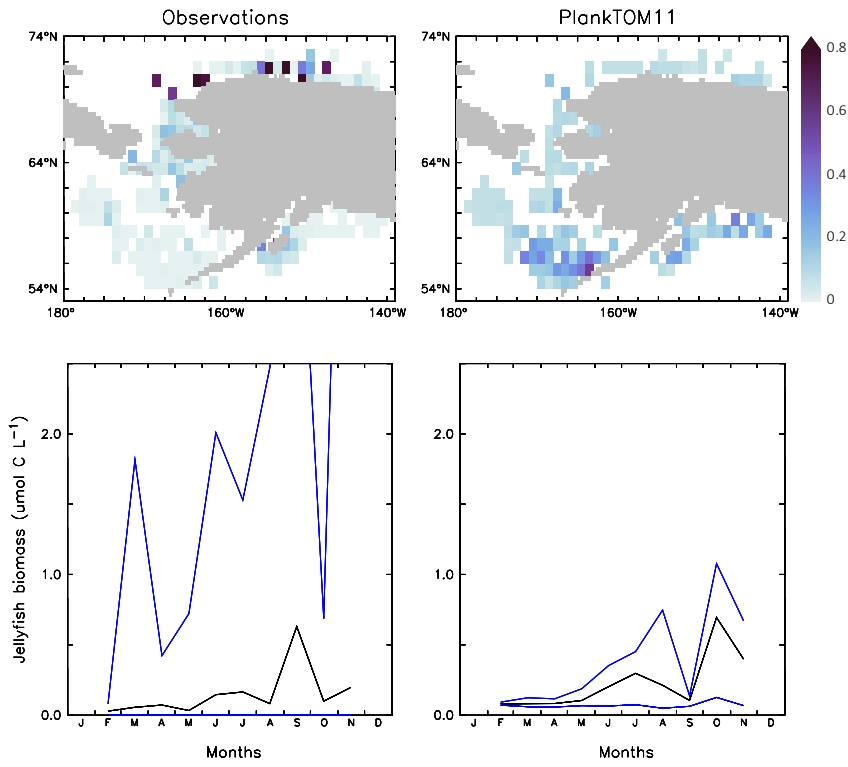 Observations
PlankTOM11
74°N
74°N
0.8
0.6
64°N
64°N
0.4
0.2
54°N
54°N
0
180°
160°W
140°W
180°
160°W
140°W
Jellyfish biomass (umol C L⁻¹)
2.0
2.0
1.0
1.0
0.0
0.0
J F M A M J J A S O N D
J F M A M J J A S O N D
Months
Months